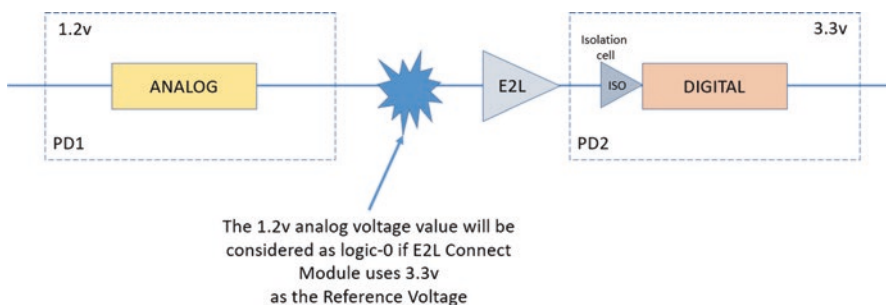 1.2v
3.3v
Isolation
cell
ANALOG
E2L
ISO
DIGITAL
PD1
PD2
The 1.2v analog voltage value will be
considered as logic-0 if E2L Connect
Module uses 3.3v
as the Reference Voltage